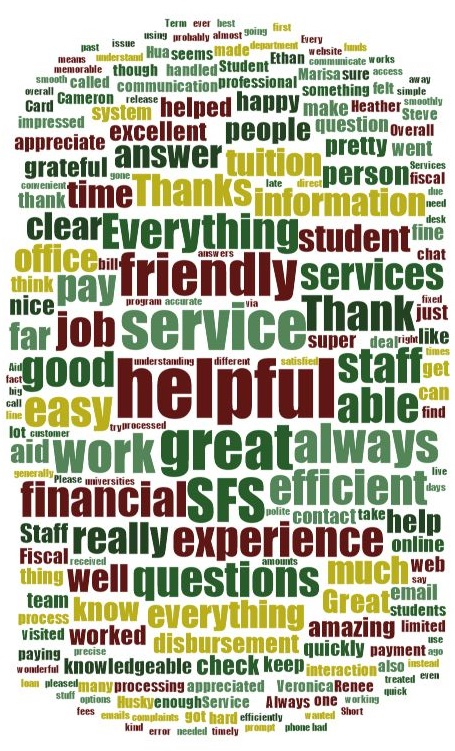 Term ever best
using probably almost going first
past issue Hua seems made department Ethan Every website funds
means understand communicate works
memorable though handled Student Marisa sure access
smooth called communication professional something felt away
overall Cameron release helped happy make Heather simple smoothly
Card system Steve
impressed excellent people question Overall
appreciate answer pretty went
grateful tuition person Services fiscal
convenient gone late direct due
thank time Thanks information need
clear Everything student fine desk
office bill answers chat
think pay friendly services
nice program accurate via fixed
far job service Thank just
super deal right like
Aid good understanding different satisfied staff times get
fact helpful
big can
call easy able find
line try processed
lot customer great always
aid work
generally Please universities efficient live days
financial SFS polite contact take help
Staff really experience online
Fiscal received amounts
thing well questions much web say
team know everything Great email students
process
visited worked disbursement amazing limited
paying precise quickly payment use ago
wonderful knowledgeable check keep interaction also instead even
loan pleased many processing appreciated Veronica Renee treated quick
stuff options Husky enough Service Always one working
fees emails complaints got hard efficiently wanted Short
kind error needed timely prompt phone bad